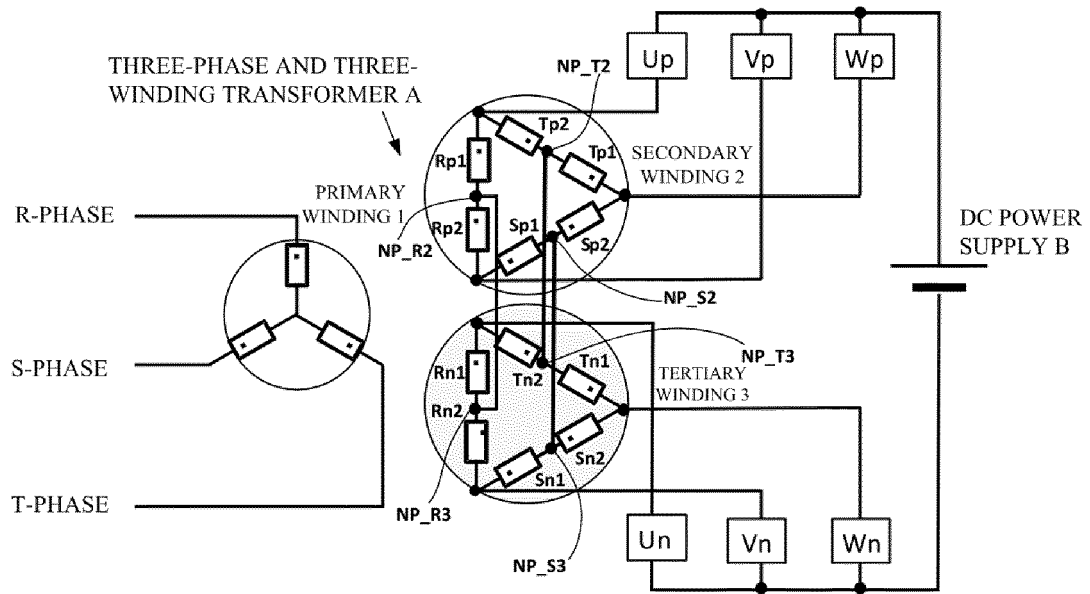 Up
Vp
Wp
THREE-PHASE AND THREE-
WINDING TRANSFORMER A
NP_T2
Tp2
Tp1
Rp1
SECONDARY
WINDING 2
PRIMARY
WINDING 1
R-PHASE
Rp2
Sp1
Sp2
NP_R2
DC POWER
SUPPLY B
NP_S2
NP_T3
S-PHASE
Rn1
Tn2
Tn1
TERTIARY
WINDING 3
Rn2
Sn2
Sn1
T-PHASE
NP_R3
NP_S3
Un
Vn
Wn